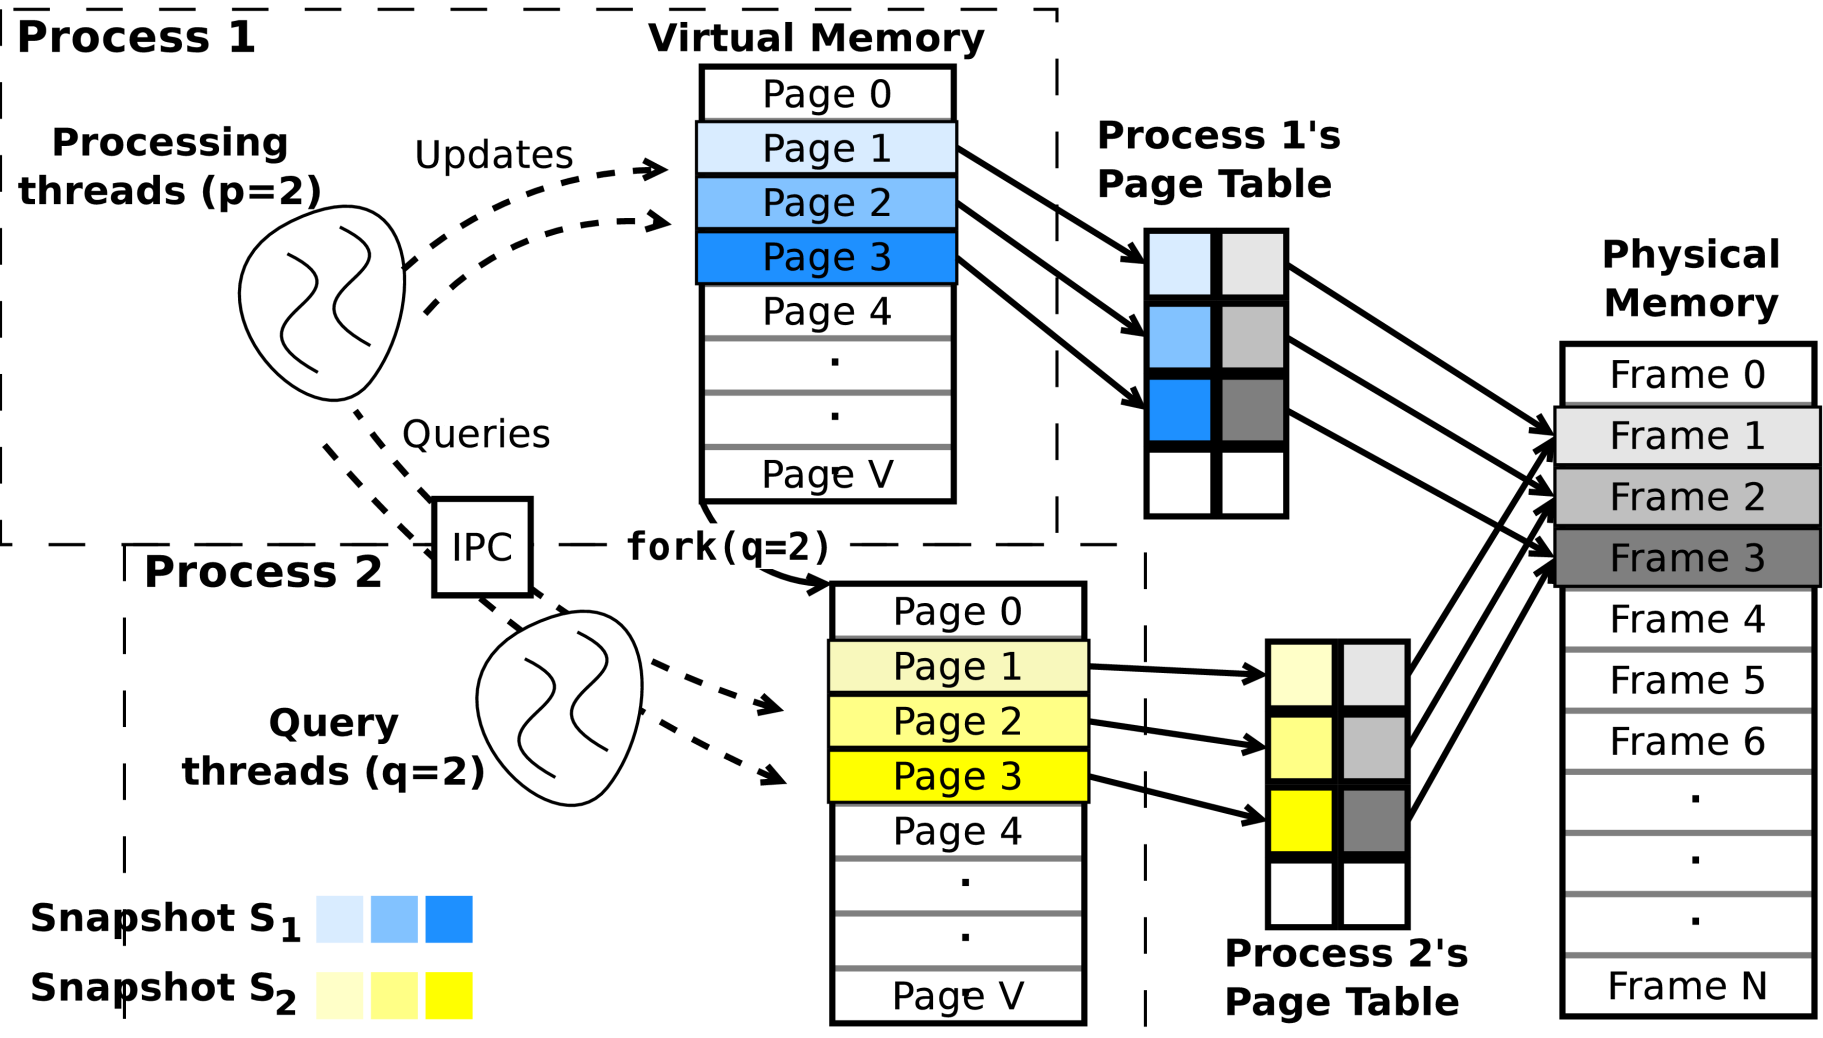 Process 1
Virtual Memory
Processing
threads (p=2)
Updates
Page 0
Page 1
Page 2
Page 3
Page 4
.
.
.
Page V
Process 1's
Page Table
Physical
Memory
Frame 0
Frame 1
Frame 2
Frame 3
Frame 4
Frame 5
Frame 6
.
.
.
Frame N
Queries
IPC
fork(q=2)
Process 2
Query
threads (q=2)
Page 0
Page 1
Page 2
Page 3
Page 4
.
.
.
Page V
Process 2's
Page Table
Snapshot S1
Snapshot S2